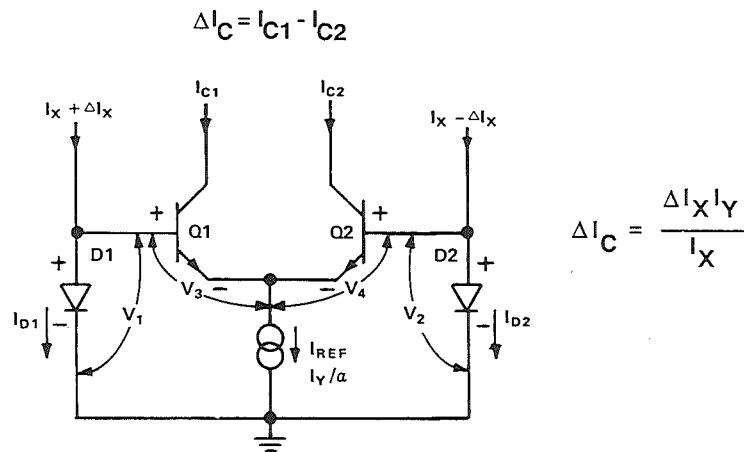 ΔI_C = I_C1 - I_C2
I_C1
I_C2
I_X + ΔI_X
I_X - ΔI_X
+
+
Q1
Q2
D1
D2
+
+
V_3
V_4
-
-
V_1
V_2
I_D1
-
-
I_D2
I_REF
I_Y/α
ΔI_C = ΔI_X I_Y / I_X